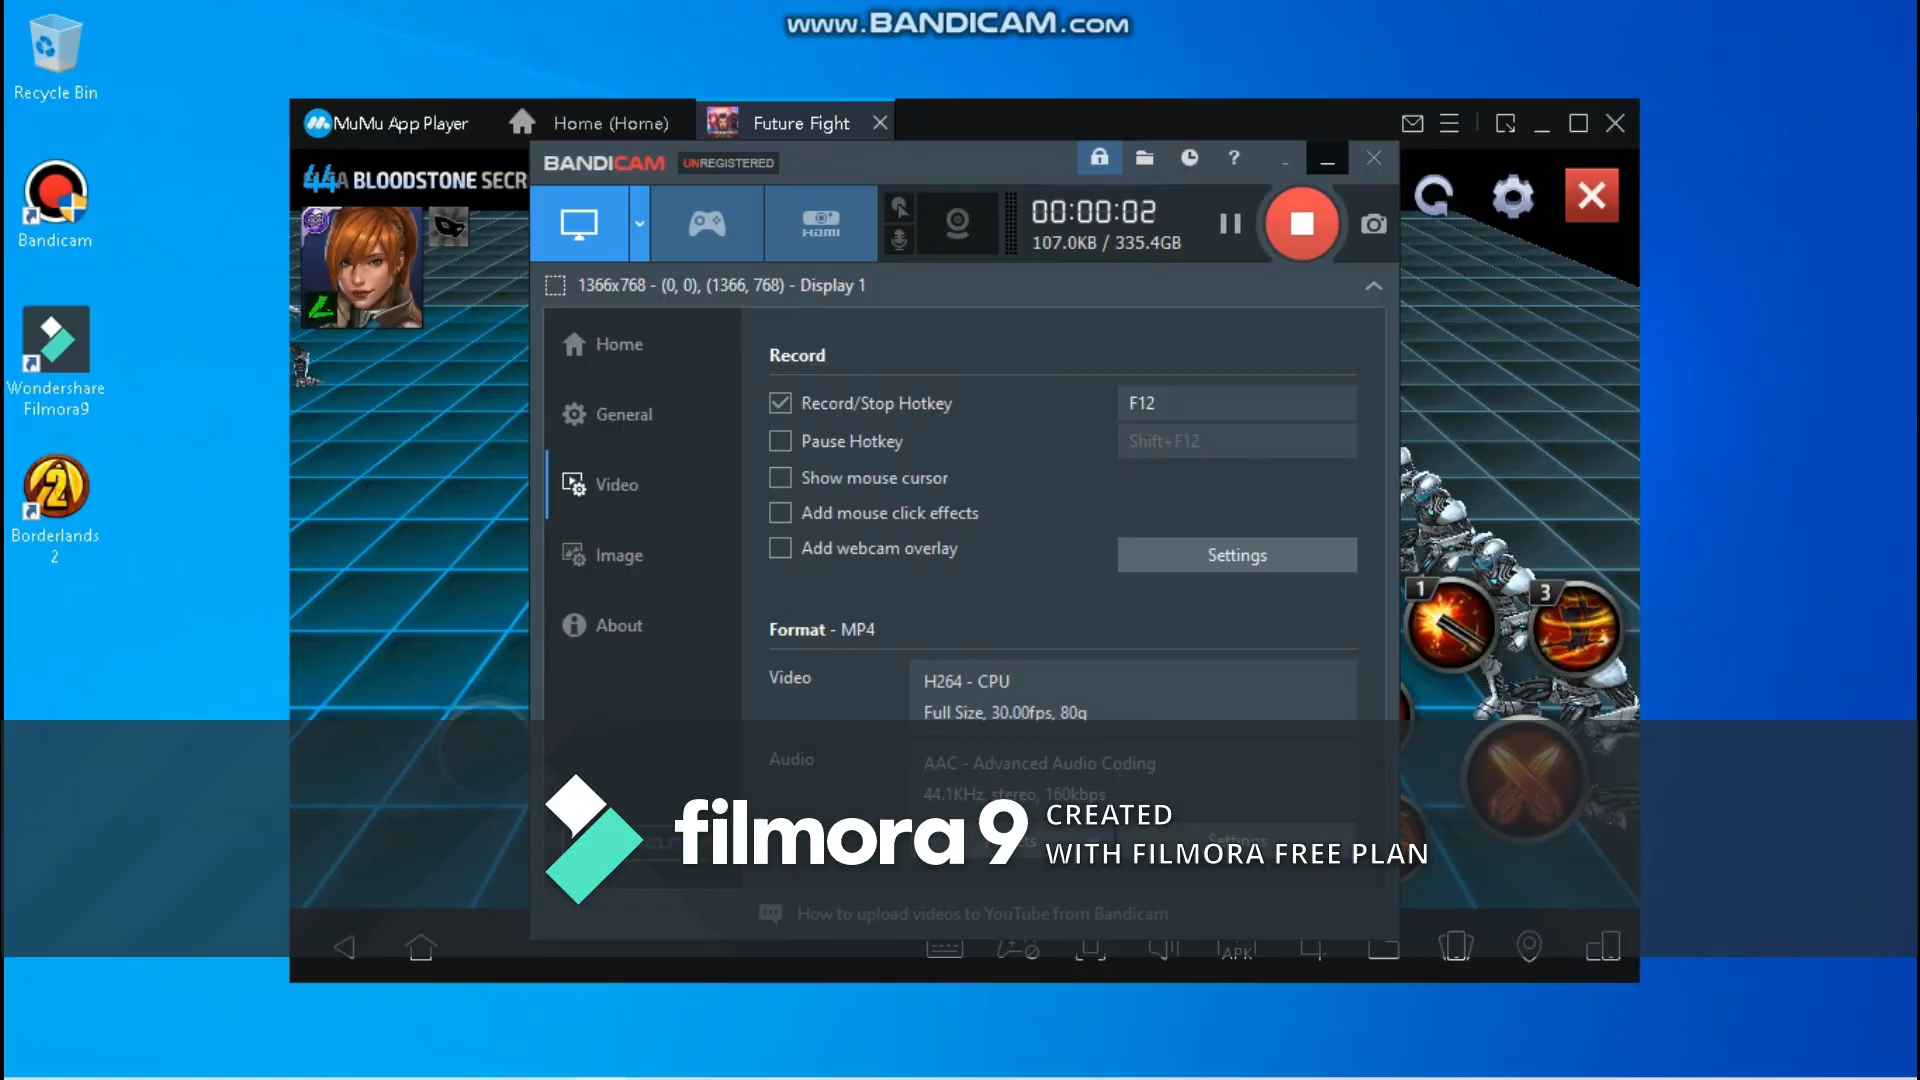 www.BANDICAM.com
Recycle Bin
Bandicam
Wondershare
Filmora9
Borderlands
2
MuMu App Player
Home (Home)
Future Fight
A BLOODSTONE SECR
BANDICAM
UNREGISTERED
?
HDMI
00:00:02
107.0KB / 335.4GB
1366x768 - (0, 0), (1366, 768) - Display 1
Home
General
Video
Image
About
Record
Record/Stop Hotkey
F12
Pause Hotkey
Shift+F12
Show mouse cursor
Add mouse click effects
Add webcam overlay
Settings
Format - MP4
Video
H264 - CPU
Full Size, 30.00fps, 80q
Audio
AAC - Advanced Audio Coding
44.1KHz, stereo, 160kbps
Settings
1
3
filmora9
CREATED
WITH FILMORA FREE PLAN
How to upload videos to YouTube from Bandicam
APK